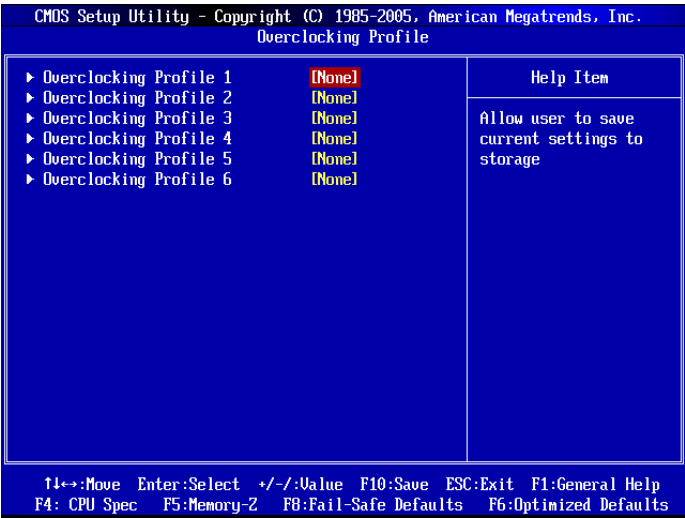 CMOS Setup Utility - Copyright (C) 1985-2005, American Megatrends, Inc.
Overclocking Profile
▶ Overclocking Profile 1 [None]
▶ Overclocking Profile 2 [None]
▶ Overclocking Profile 3 [None]
▶ Overclocking Profile 4 [None]
▶ Overclocking Profile 5 [None]
▶ Overclocking Profile 6 [None]
Help Item
Allow user to save
current settings to
storage
↑↓←→:Move Enter:Select +/-/:Value F10:Save ESC:Exit F1:General Help
F4: CPU Spec F5:Memory-Z F8:Fail-Safe Defaults F6:Optimized Defaults